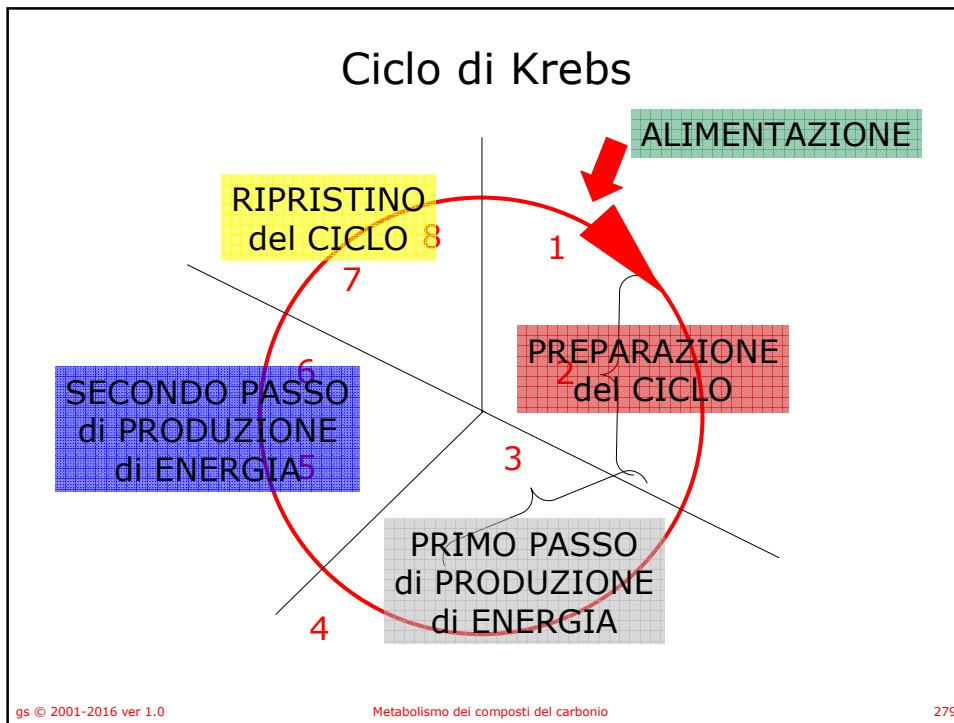 Ciclo di Krebs
ALIMENTAZIONE
RIPRISTINO
del CICLO
8
1
7
PREPARAZIONE
2
del CICLO
6
SECONDO PASSO
di PRODUZIONE
di ENERGIA
5
3
PRIMO PASSO
di PRODUZIONE
di ENERGIA
4
gs © 2001-2016 ver 1.0
Metabolismo dei composti del carbonio
279